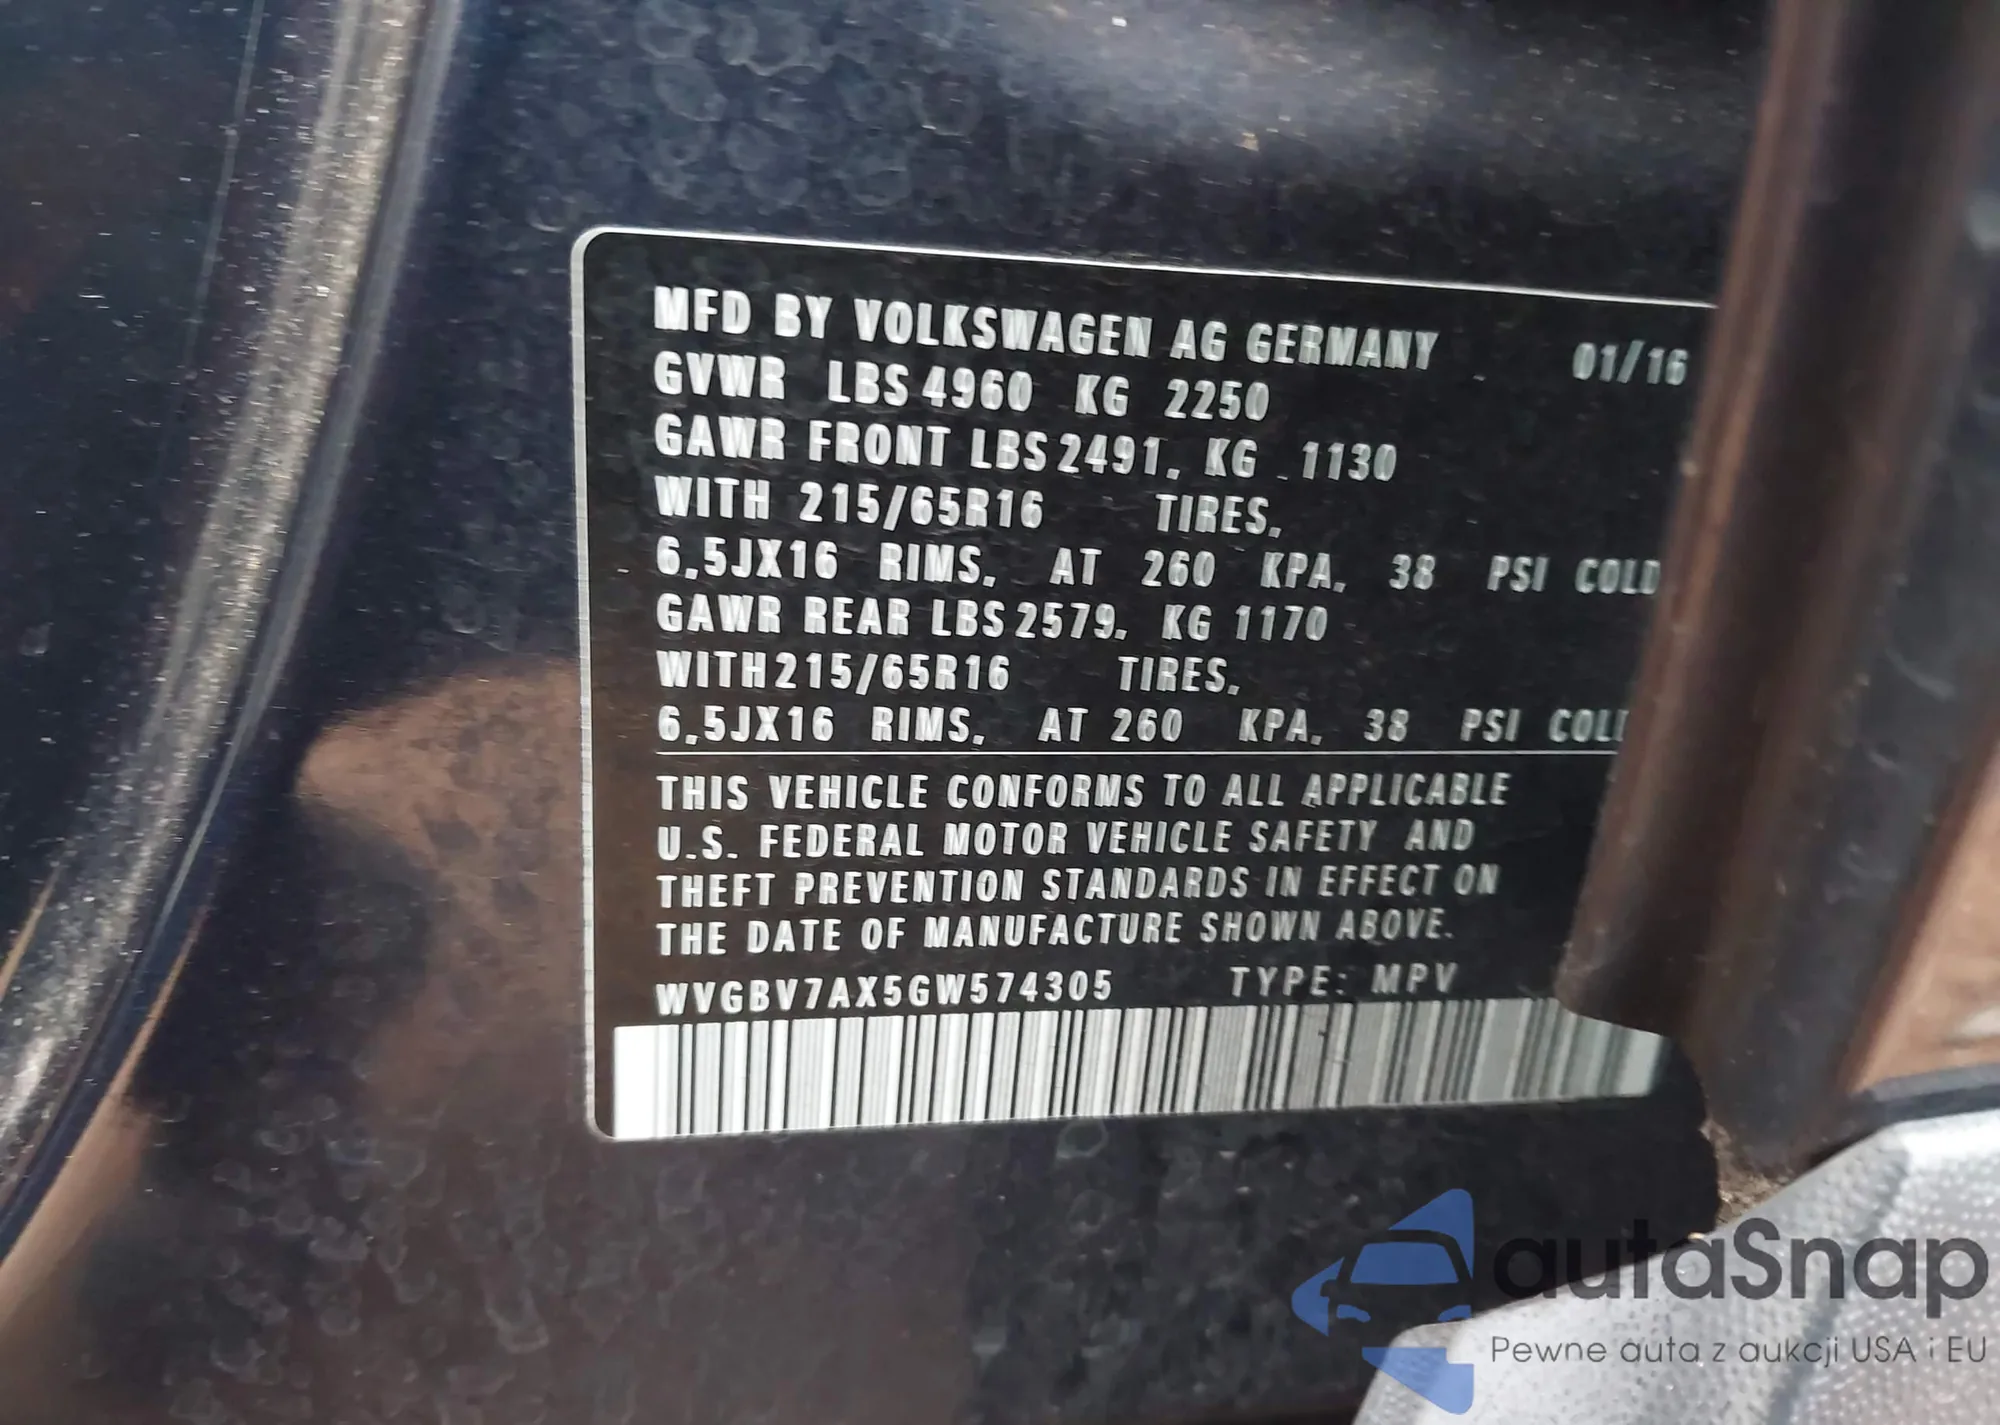 MFD BY VOLKSWAGEN AG GERMANY 01/16
GVWR LBS 4960 KG 2250
GAWR FRONT LBS 2491, KG 1130
WITH 215/65R16 TIRES,
6,5JX16 RIMS, AT 260 KPA, 38 PSI COLD
GAWR REAR LBS 2579, KG 1170
WITH 215/65R16 TIRES,
6,5JX16 RIMS, AT 260 KPA, 38 PSI COL
THIS VEHICLE CONFORMS TO ALL APPLICABLE
U.S. FEDERAL MOTOR VEHICLE SAFETY AND
THEFT PREVENTION STANDARDS IN EFFECT ON
THE DATE OF MANUFACTURE SHOWN ABOVE.
WVGBV7AX5GW574305 TYPE: MPV
autaSnap
Pewne auta z aukcji USA i EU